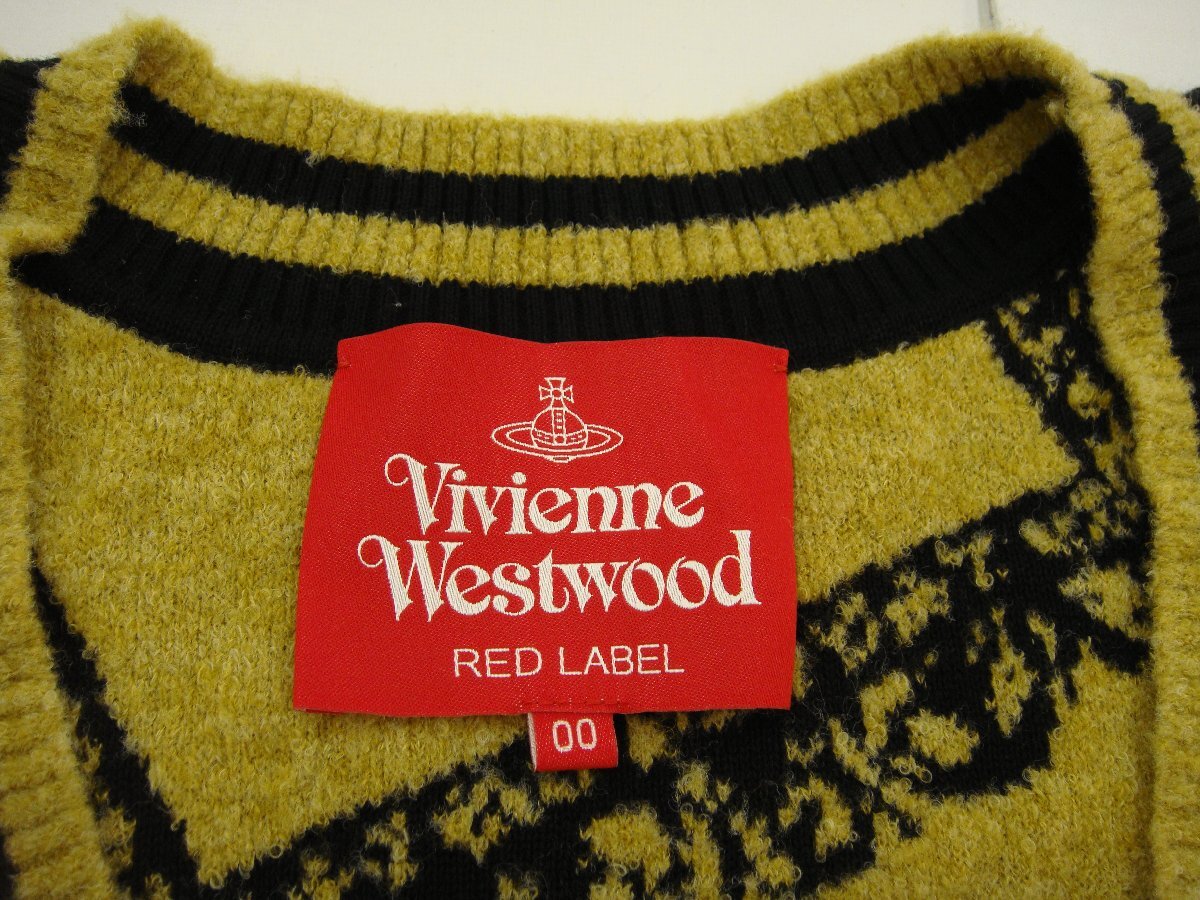 Vivienne
Westwood
RED LABEL
00